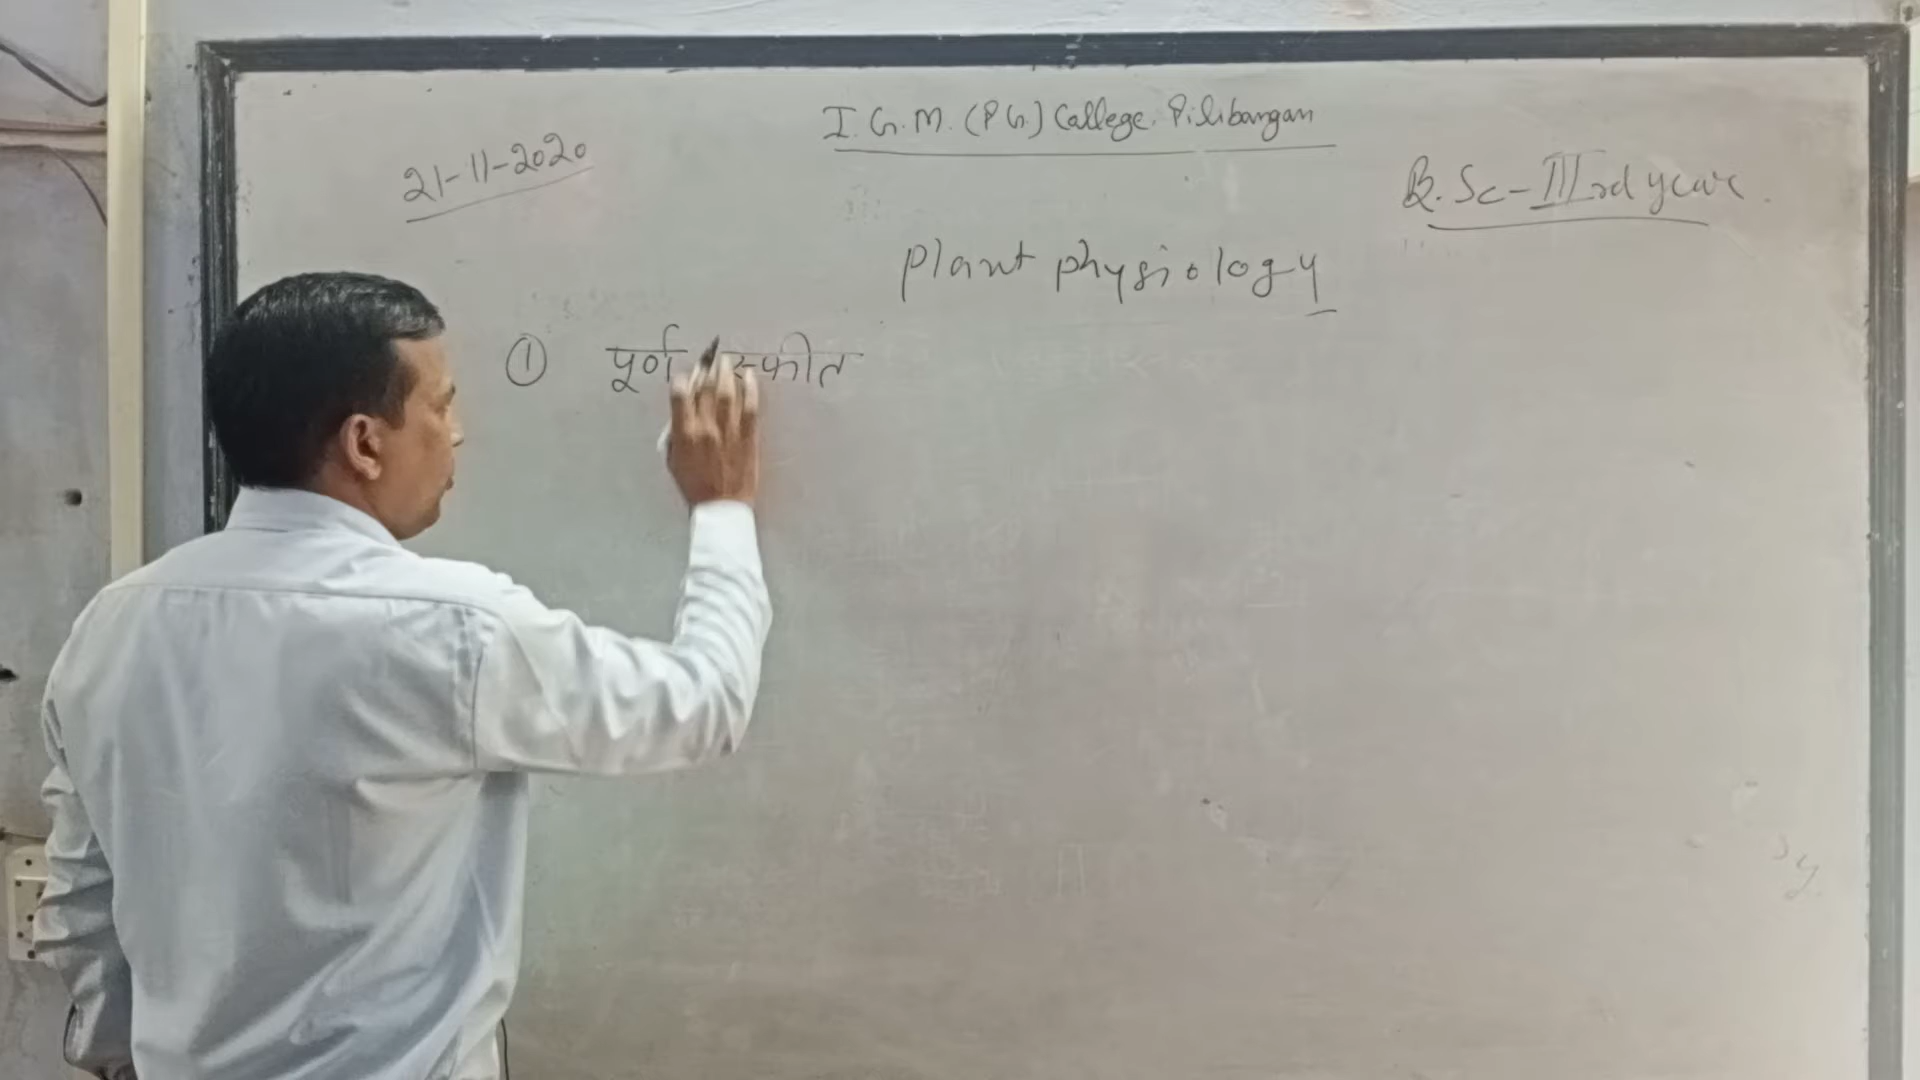 I.G.M. (P.G.) College, Pilibangan
21-11-2020
B.Sc-IIIrd year
Plant physiology
① पूर्ण स्फीत